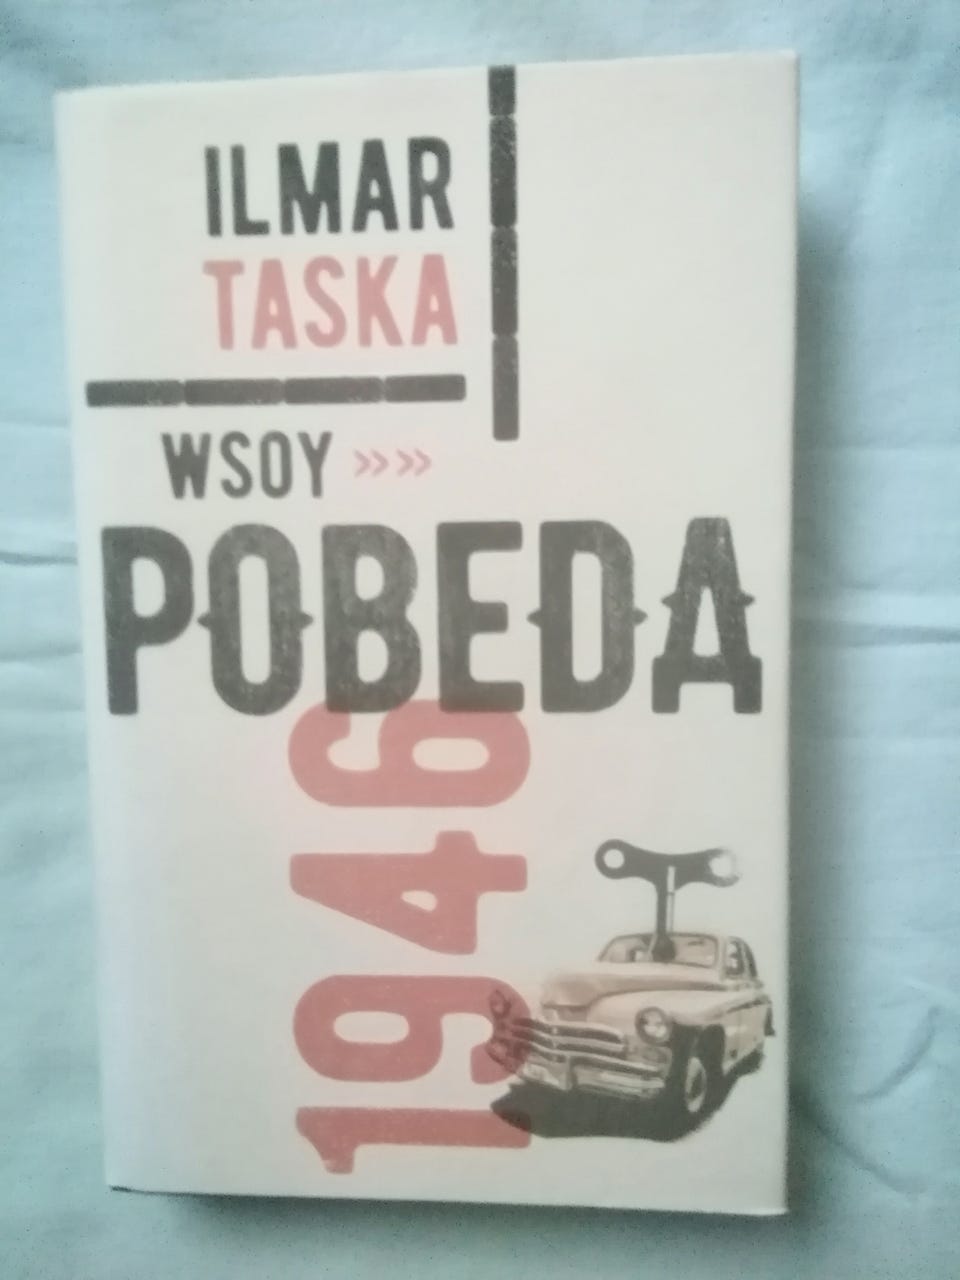 ILMAR
TASKA
WSOY »»
POBEDA
1946